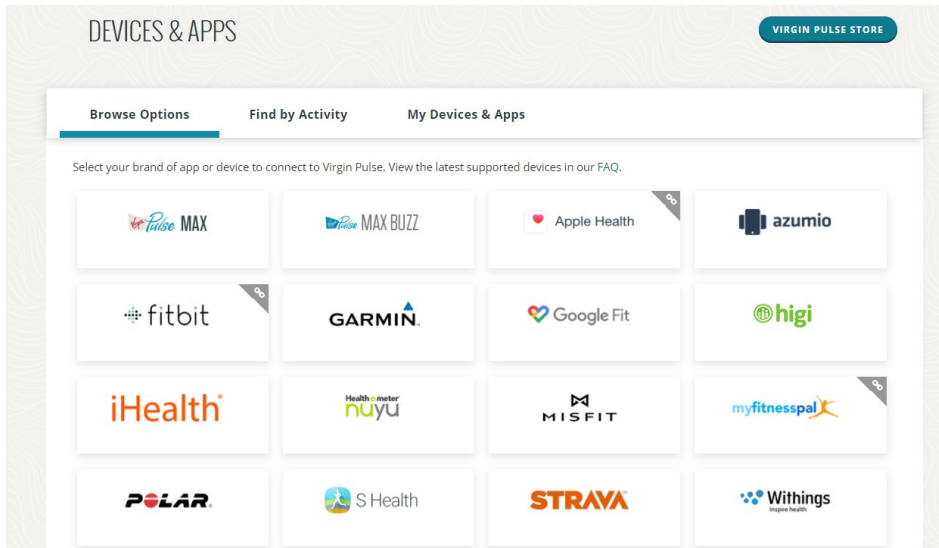 DEVICES & APPS
VIRGIN PULSE STORE
Browse Options
Find by Activity
My Devices & Apps
Select your brand of app or device to connect to Virgin Pulse. View the latest supported devices in our FAQ.
Virgin Pulse MAX
Pulse MAX BUZZ
Apple Health
azumio
fitbit
GARMIN
Google Fit
higi
iHealth®
Health o meter
nuyu
MISFIT
myfitnesspal
POLAR
S Health
STRAVA
Withings
Inspire health